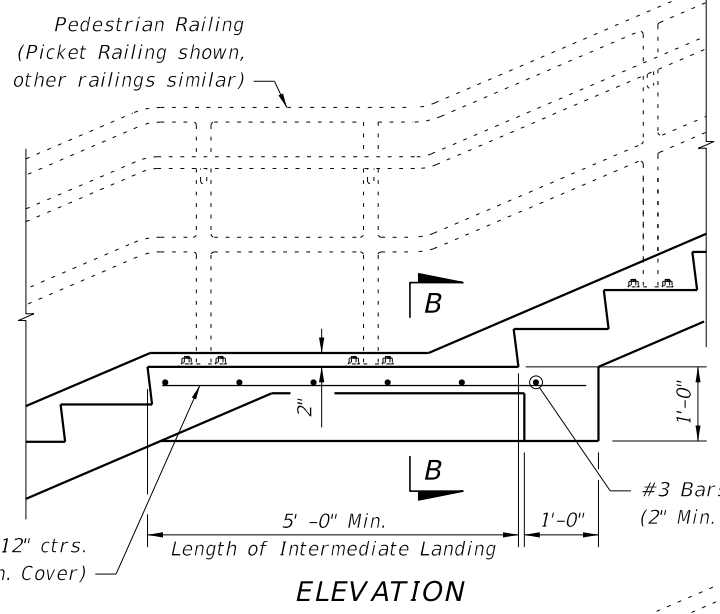 Pedestrian Railing
(Picket Railing shown,
other railings similar)
B
2"
1'-0"
B
#3 Bars
(2" Min.
5' -0" Min.
1'-0"
Length of Intermediate Landing
12" ctrs.
n. Cover)
ELEVATION